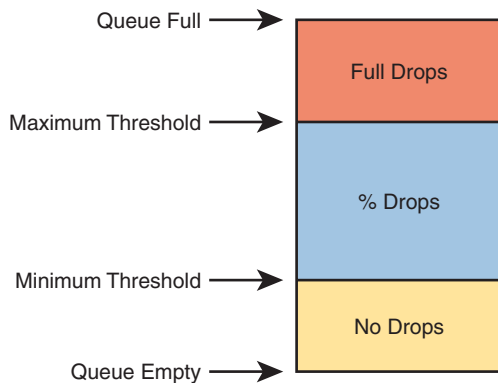 Queue Full
Full Drops
Maximum Threshold
% Drops
Minimum Threshold
No Drops
Queue Empty